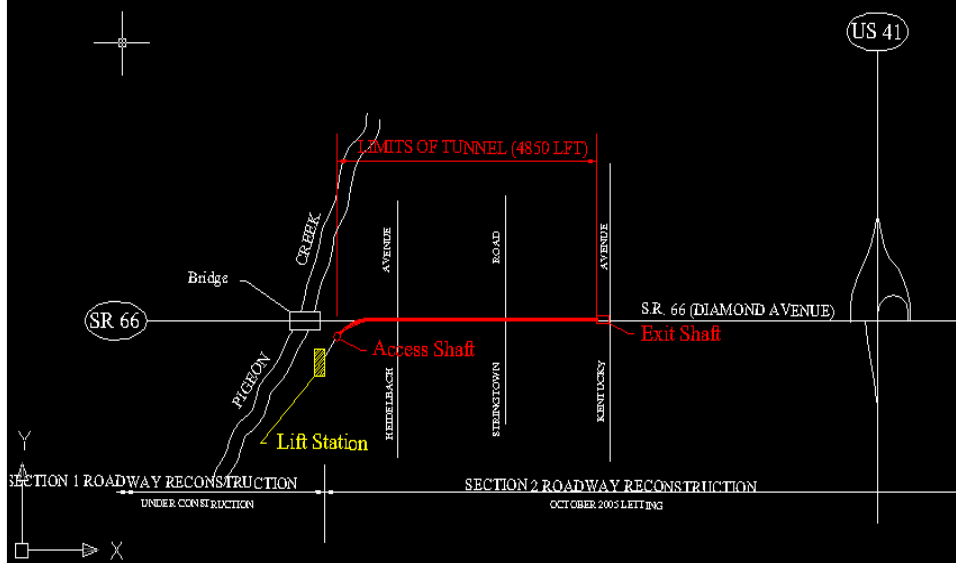 US 41
LIMITS OF TUNNEL (4850 LFT)
CREEK
AVENUE
ROAD
AVENUE
Bridge
SR 66
S.R. 66 (DIAMOND AVENUE)
Exit Shaft
Access Shaft
PIGEON
HEIDELBACH
STRINGTOWN
KENTUCKY
Lift Station
Y
SECTION 1 ROADWAY RECONSTRUCTION
SECTION 2 ROADWAY RECONSTRUCTION
UNDER CONSTRUCTION
OCTOBER 2005 LETTING
X